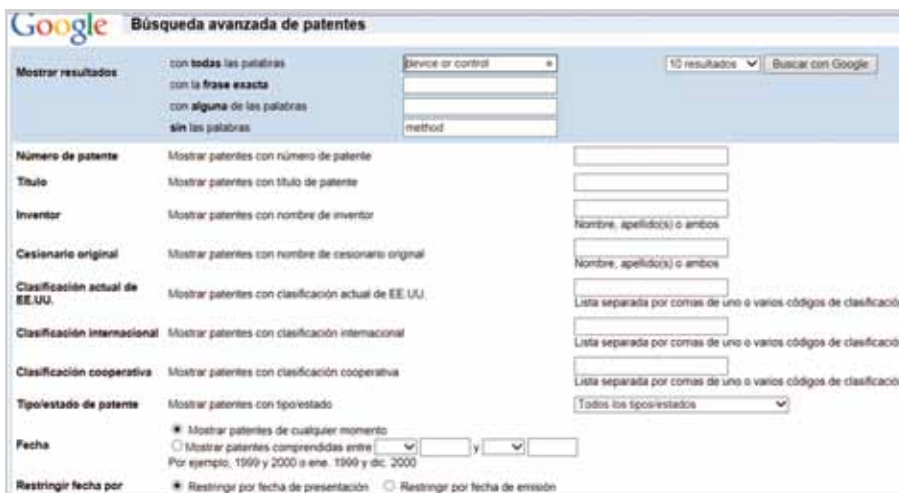 Google Búsqueda avanzada de patentes
Mostrar resultados con todas las palabras device or control × 10 resultados Buscar con Google
con la frase exacta
con alguna de las palabras
sin las palabras method
Número de patente Mostrar patentes con número de patente
Título Mostrar patentes con título de patente
Inventor Mostrar patentes con nombre de inventor
Nombre, apellido(s) o ambos
Cesionario original Mostrar patentes con nombre de cesionario original
Nombre, apellido(s) o ambos
Clasificación actual de EE.UU. Mostrar patentes con clasificación actual de EE.UU.
Lista separada por comas de uno o varios códigos de clasificació
Clasificación internacional Mostrar patentes con clasificación internacional
Lista separada por comas de uno o varios códigos de clasificació
Clasificación cooperativa Mostrar patentes con clasificación cooperativa
Lista separada por comas de uno o varios códigos de clasificació
Tipo/estado de patente Mostrar patentes con tipo/estado Todos los tipos/estados
Fecha Mostrar patentes de cualquier momento
Mostrar patentes comprendidas entre y
Por ejemplo, 1999 y 2000 o ene. 1999 y dic. 2000
Restringir fecha por Restringir por fecha de presentación Restringir por fecha de emisión